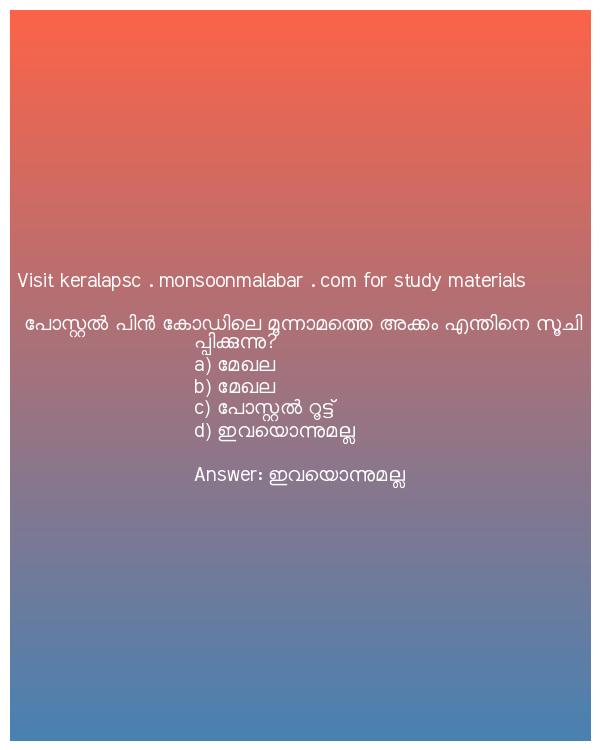 Visit keralapsc . monsoonmalabar . com for study materials
പോസ്റ്റൽ പിൻ കോഡിലെ മൂന്നാമത്തെ അക്കം എന്തിനെ സൂചി
പ്പിക്കുന്നു?
a) മേഖല
b) മേഖല
c) പോസ്റ്റൽ റൂട്ട്
d) ഇവയൊന്നുമല്ല
Answer: ഇവയൊന്നുമല്ല